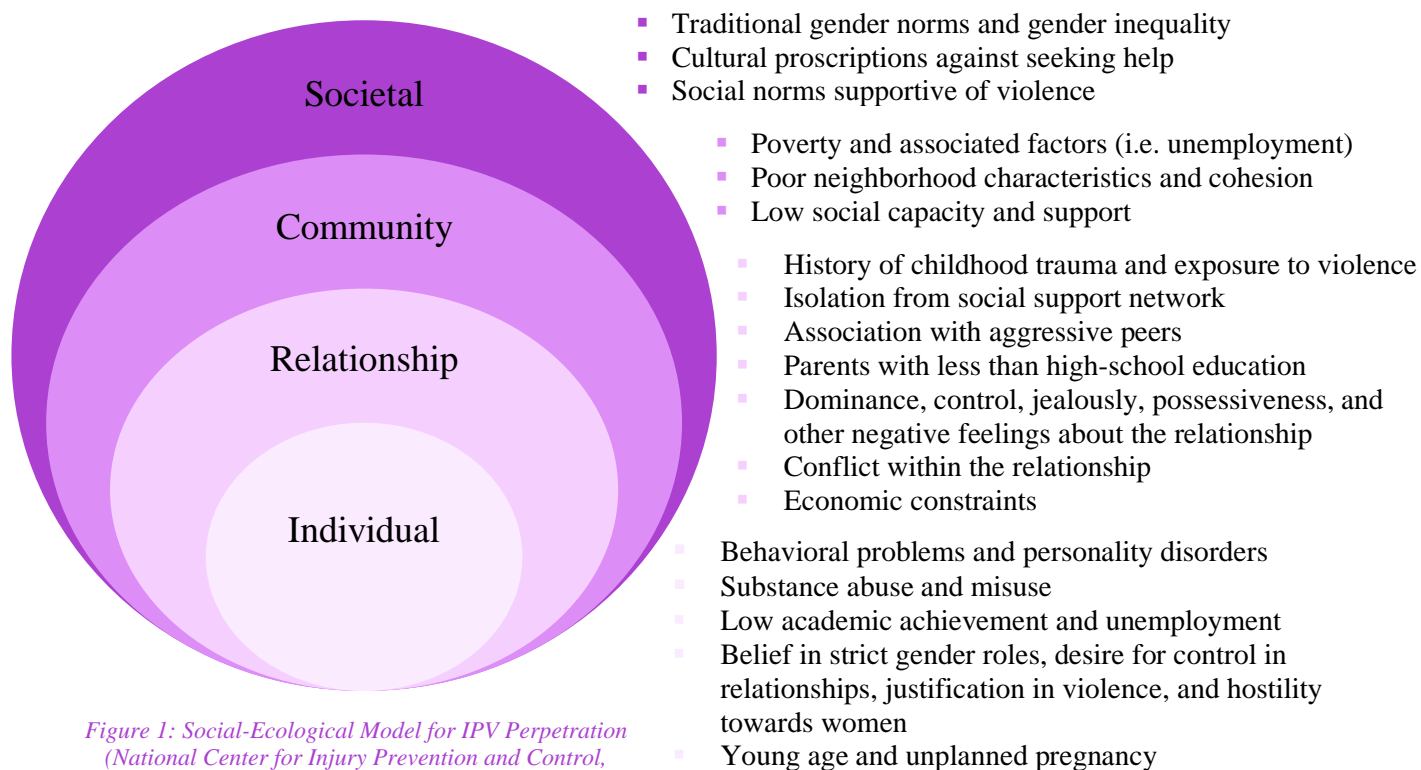 Societal
Community
Relationship
Individual
▪ Traditional gender norms and gender inequality
▪ Cultural proscriptions against seeking help
▪ Social norms supportive of violence
▪ Poverty and associated factors (i.e. unemployment)
▪ Poor neighborhood characteristics and cohesion
▪ Low social capacity and support
▪ History of childhood trauma and exposure to violence
▪ Isolation from social support network
▪ Association with aggressive peers
▪ Parents with less than high-school education
▪ Dominance, control, jealously, possessiveness, and
other negative feelings about the relationship
▪ Conflict within the relationship
▪ Economic constraints
▪ Behavioral problems and personality disorders
▪ Substance abuse and misuse
▪ Low academic achievement and unemployment
▪ Belief in strict gender roles, desire for control in
relationships, justification in violence, and hostility
towards women
▪ Young age and unplanned pregnancy
Figure 1: Social-Ecological Model for IPV Perpetration
(National Center for Injury Prevention and Control,